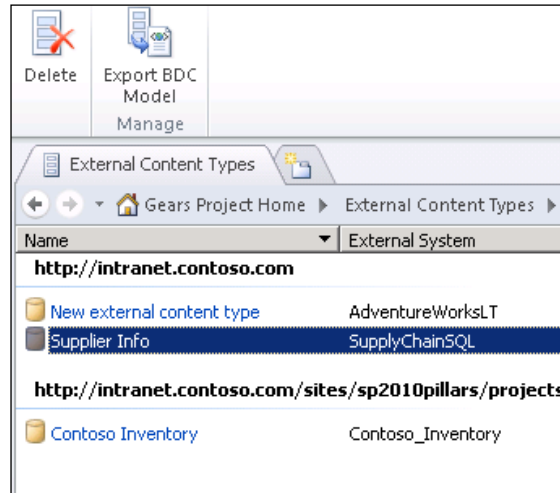 Delete
Export BDC
Model
Manage
External Content Types
Gears Project Home
External Content Types
Name
External System
http://intranet.contoso.com
New external content type
AdventureWorksLT
Supplier Info
SupplyChainSQL
http://intranet.contoso.com/sites/sp2010pillars/projects
Contoso Inventory
Contoso_Inventory